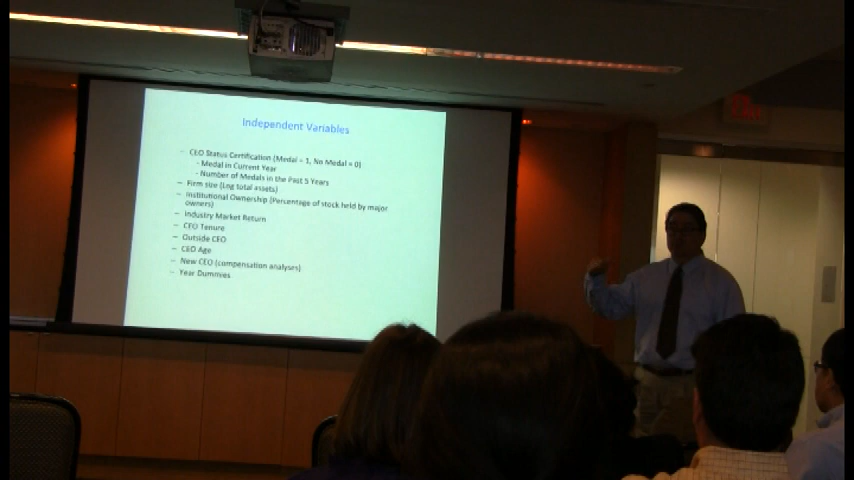 Independent Variables
– CEO Status Certification (Medal = 1, No Medal = 0)
- Medal in Current Year
- Number of Medals in the Past 5 Years
– Firm size (Log total assets)
– Institutional Ownership (Percentage of stock held by major
owners)
– Industry Market Return
– CEO Tenure
– Outside CEO
– CEO Age
– New CEO (compensation analyses)
– Year Dummies
EXIT